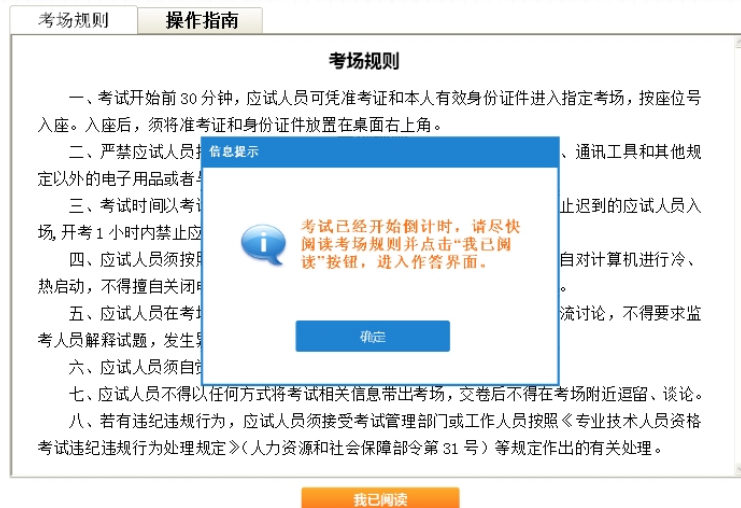 考场规则
操作指南
考场规则
一、考试开始前 30 分钟，应试人员可凭准考证和本人有效身份证件进入指定考场，按座位号
入座。入座后，须将准考证和身份证件放置在桌面右上角。
二、严禁应试人员
、通讯工具和其他规
定以外的电子用品或者
三、考试时间以考
止迟到的应试人员入
场,开考 1 小时内禁止应
四、应试人员须按
自对计算机进行冷、
热启动，不得擅自关闭
。
五、应试人员在考
流讨论，不得要求监
考人员解释试题，发生
六、应试人员须自
七、应试人员不得以任何方式将考试相关信息带出考场，交卷后不得在考场附近逗留、谈论。
八、若有违纪违规行为，应试人员须接受考试管理部门或工作人员按照《专业技术人员资格
考试违纪违规行为处理规定》（人力资源和社会保障部令第 31 号）等规定作出的有关处理。
信息提示
考试已经开始倒计时，请尽快
阅读考场规则并点击“我已阅
读”按钮，进入作答界面。
确定
我已阅读